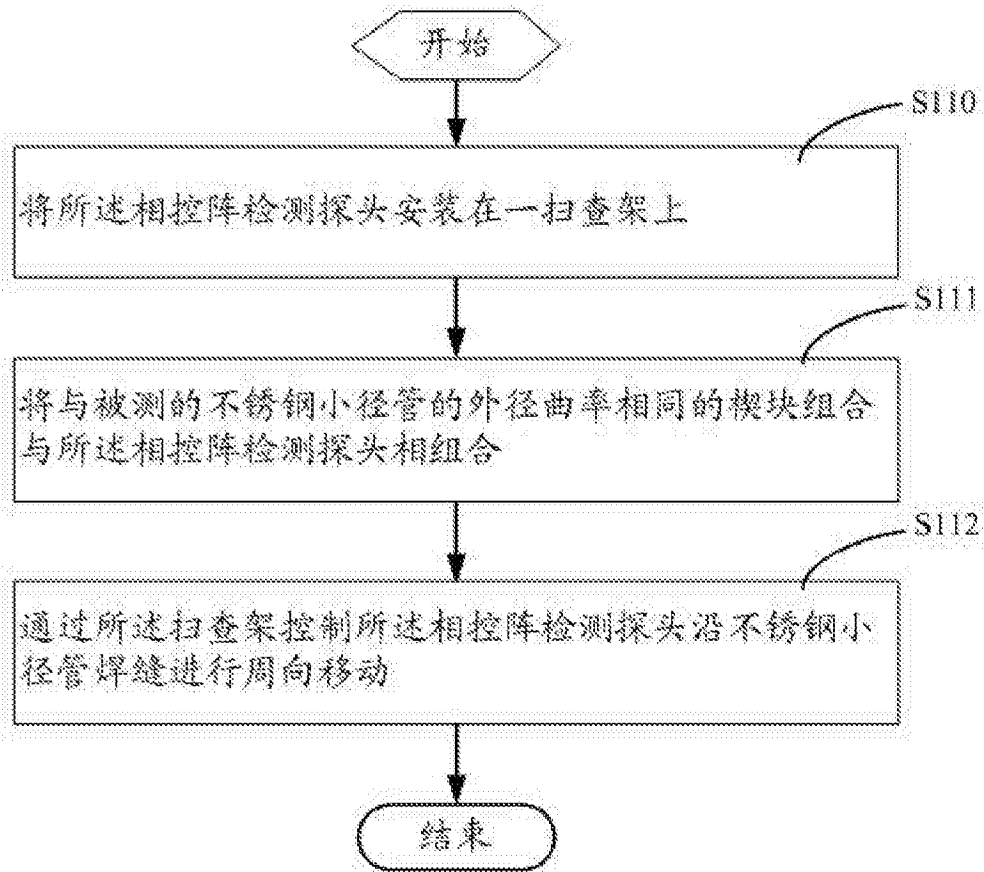 开始
S110
将所述相控阵检测探头安装在一扫查架上
S111
将与被测的不锈钢小径管的外径曲率相同的楔块组合
与所述相控阵检测探头相组合
S112
通过所述扫查架控制所述相控阵检测探头沿不锈钢小
径管焊缝进行周向移动
结束